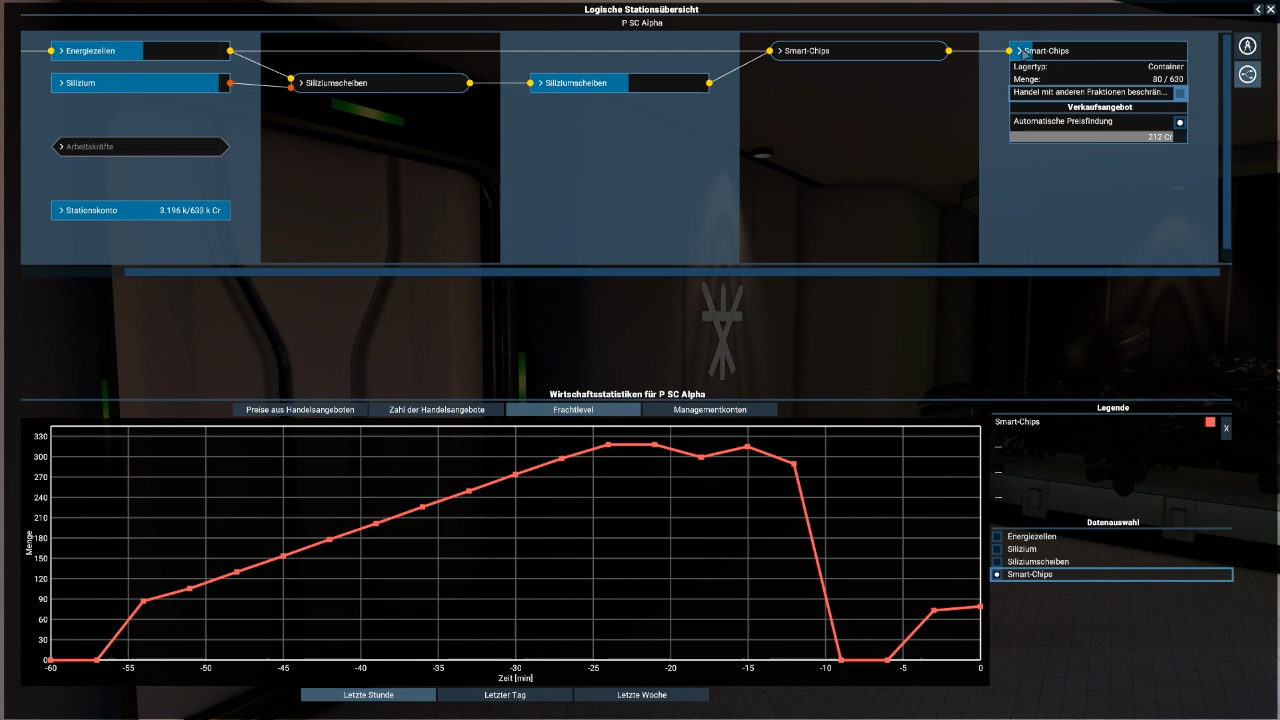 Logische Stationsübersicht
P SC Alpha
Energiezellen
Smart-Chips
Smart-Chips
Silizium
Siliziumscheiben
Siliziumscheiben
Lagertyp: Container
Menge: 80 / 630
Handel mit anderen Fraktionen beschrän...
Verkaufsangebot
Automatische Preisfindung
212 Cr
Arbeitskräfte
Stationskonto 3.196 k/633 k Cr
Wirtschaftsstatistiken für P SC Alpha
Preise aus Handelsangeboten
Zahl der Handelsangebote
Frachtlevel
Managementkonten
Legende
Smart-Chips
X
---
---
---
Datenauswahl
Energiezellen
Silizium
Siliziumscheiben
Smart-Chips
Menge
330
300
270
240
210
180
150
120
90
60
30
0
-60 -55 -50 -45 -40 -35 -30 -25 -20 -15 -10 -5 0
Zeit [min]
Letzte Stunde
Letzter Tag
Letzte Woche